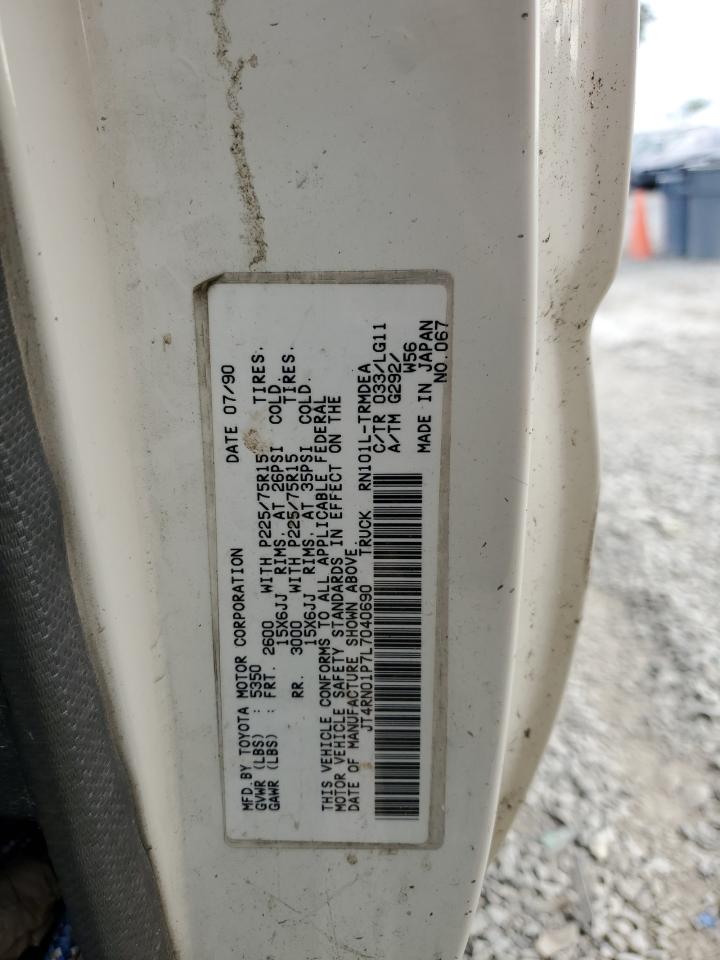 MFD. BY TOYOTA MOTOR CORPORATION DATE 07/90
GVWR (LBS) : 5350
GAWR (LBS) : FRT. 2600 WITH P225/75R15 TIRES.
15X6JJ RIMS. AT 26PSI COLD.
RR. 3000 WITH P225/75R15 TIRES.
15X6JJ RIMS. AT 35PSI COLD.
THIS VEHICLE CONFORMS TO ALL APPLICABLE FEDERAL
MOTOR VEHICLE SAFETY STANDARDS IN EFFECT ON THE
DATE OF MANUFACTURE SHOWN ABOVE.
JT4RN01P7L7040690 TRUCK RN101L-TRMDEA
C/TR 033/LG11
A/TM G292/
W56
MADE IN JAPAN
NO.067